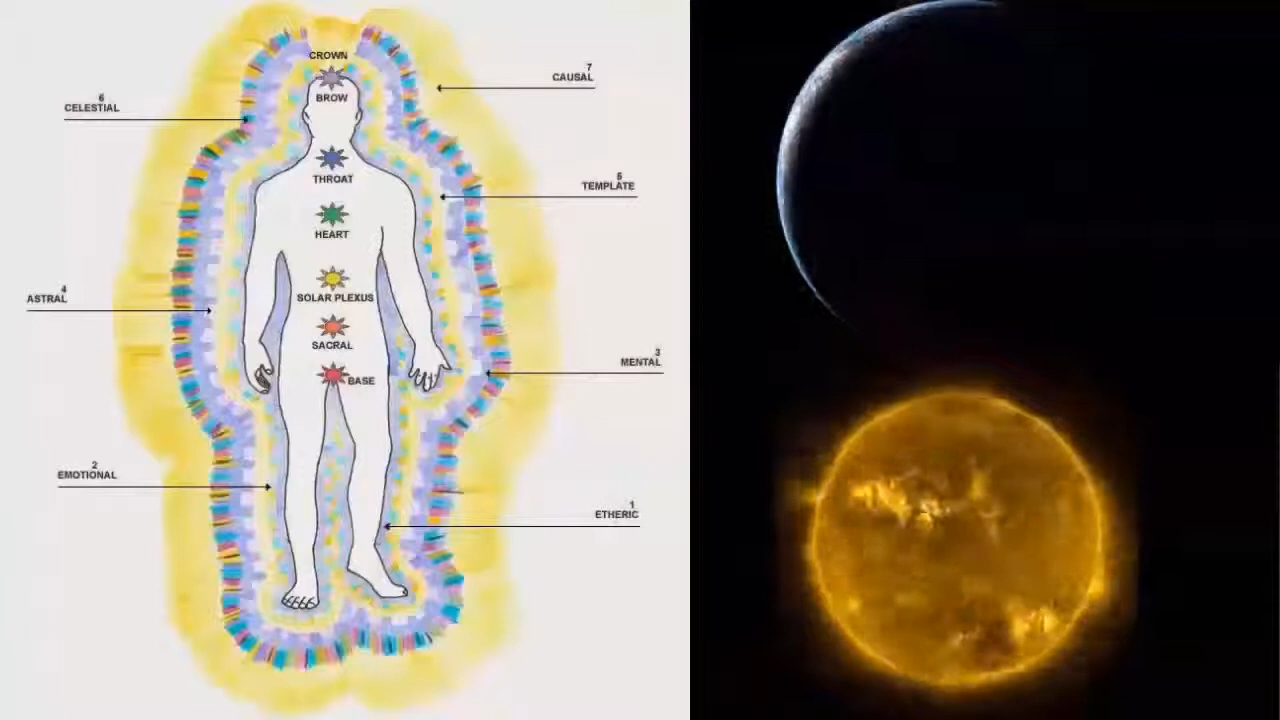 CROWN
BROW
7
CAUSAL
6
CELESTIAL
THROAT
5
TEMPLATE
HEART
4
ASTRAL
SOLAR PLEXUS
SACRAL
3
MENTAL
BASE
2
EMOTIONAL
1
ETHERIC